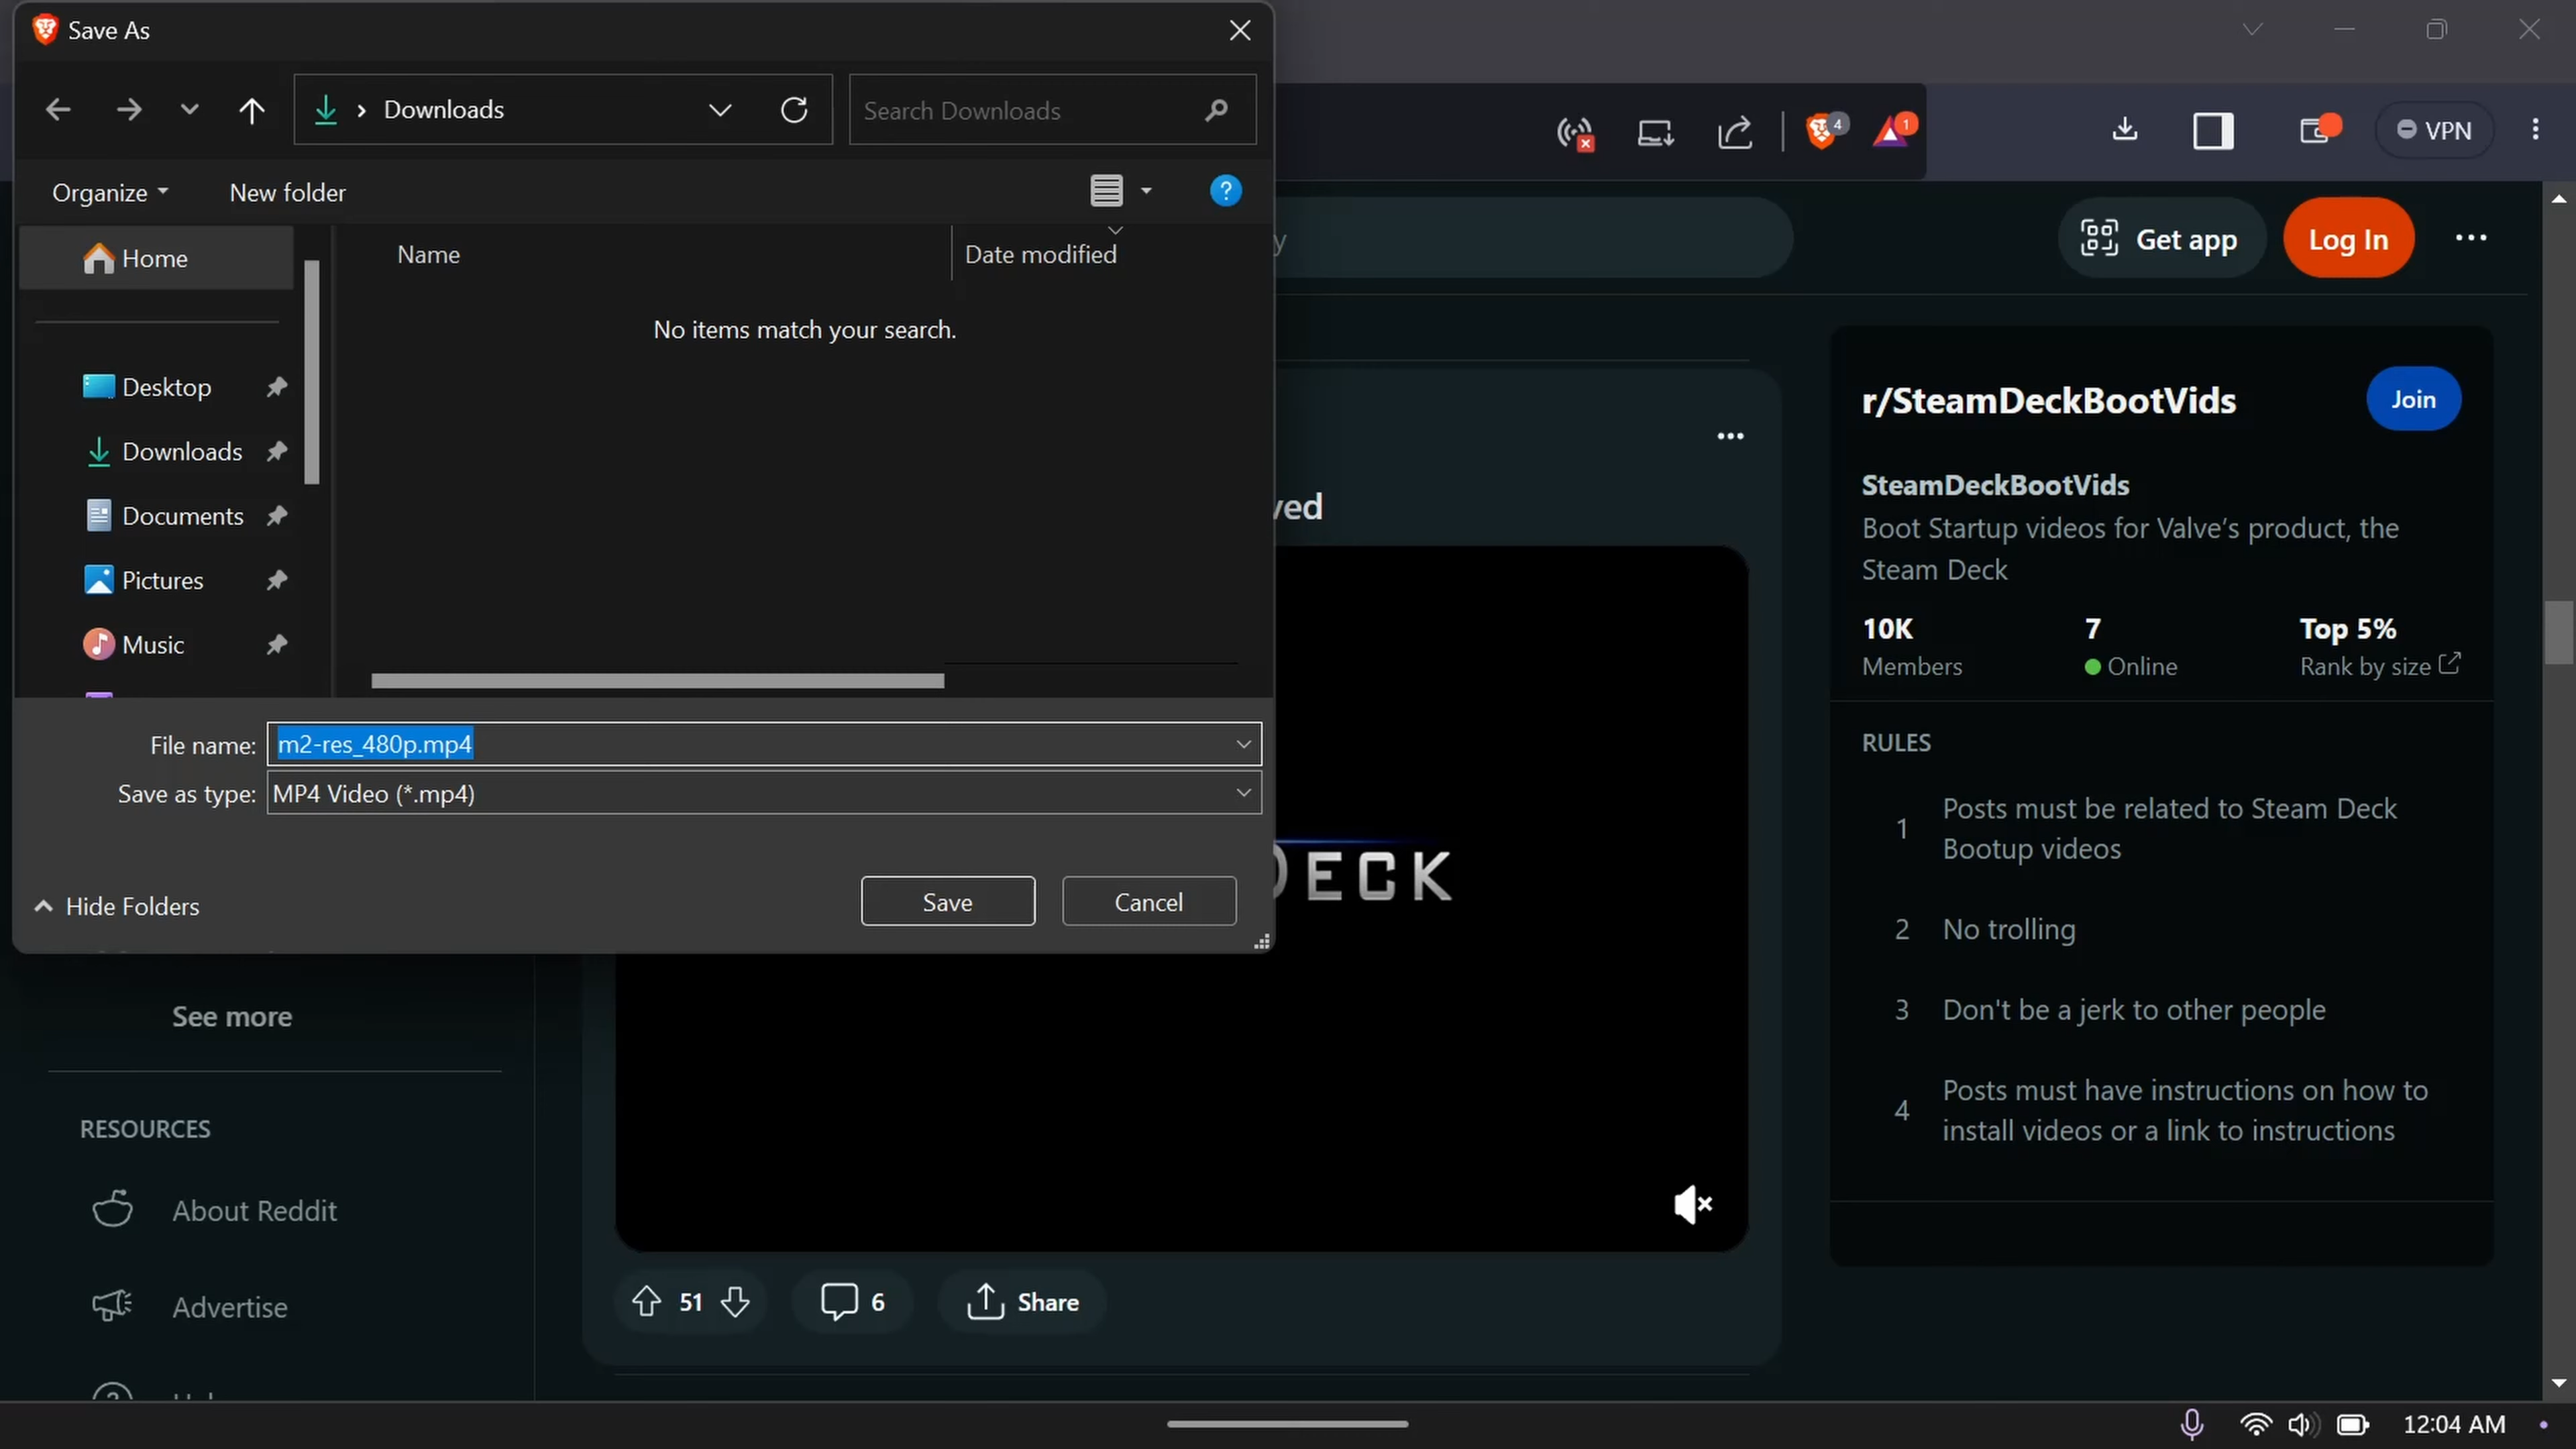 Save As
Downloads
Search Downloads
4
1
VPN
Organize
New folder
?
Home
Name
Date modified
No items match your search.
Desktop
Downloads
Documents
Pictures
Music
File name: m2-res_480p.mp4
Save as type: MP4 Video (*.mp4)
Hide Folders
Save
Cancel
y
Get app
Log In
ved
DECK
51
6
Share
See more
RESOURCES
About Reddit
Advertise
r/SteamDeckBootVids
Join
SteamDeckBootVids
Boot Startup videos for Valve's product, the
Steam Deck
10K
7
Top 5%
Members
Online
Rank by size
RULES
1 Posts must be related to Steam Deck
Bootup videos
2 No trolling
3 Don't be a jerk to other people
4 Posts must have instructions on how to
install videos or a link to instructions
12:04 AM